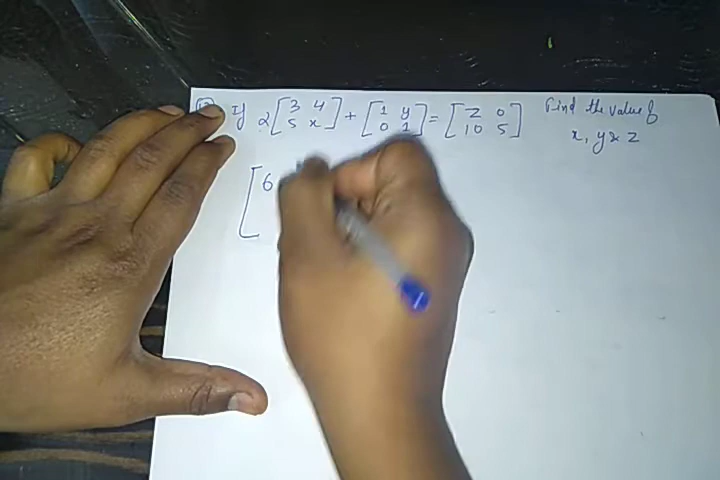 If 2 [ 3 4 ] + [ 1 y ] = [ z 0 ] Find the value of
[ 5 x ] [ 0 1 ] [ 10 5 ] x, y & z
[ 6